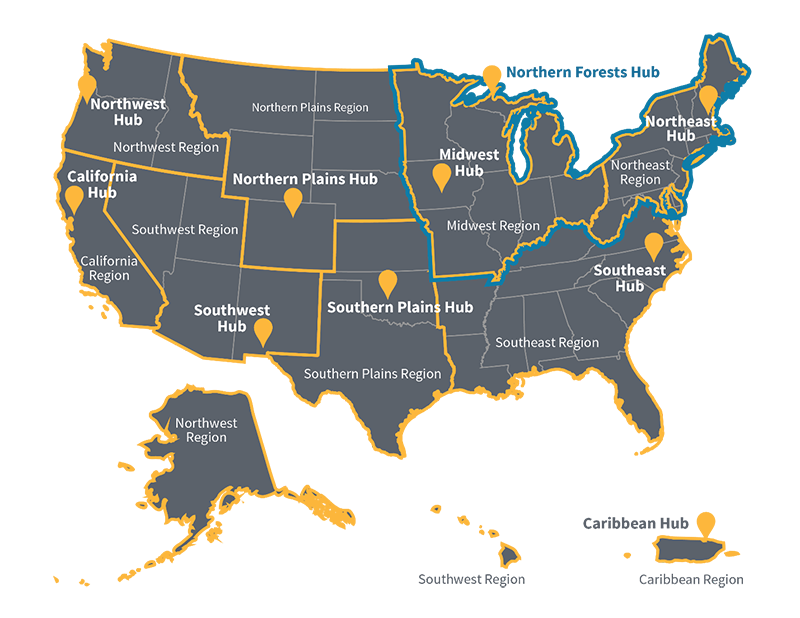 Northern Forests Hub
Northwest
Hub
Northern Plains Region
Northeast
Hub
Northwest Region
Midwest
Hub
Northeast
Region
California
Hub
Northern Plains Hub
Southwest Region
Midwest Region
California
Region
Southeast
Hub
Southwest
Hub
Southern Plains Hub
Southeast Region
Southern Plains Region
Northwest
Region
Caribbean Hub
Southwest Region
Caribbean Region